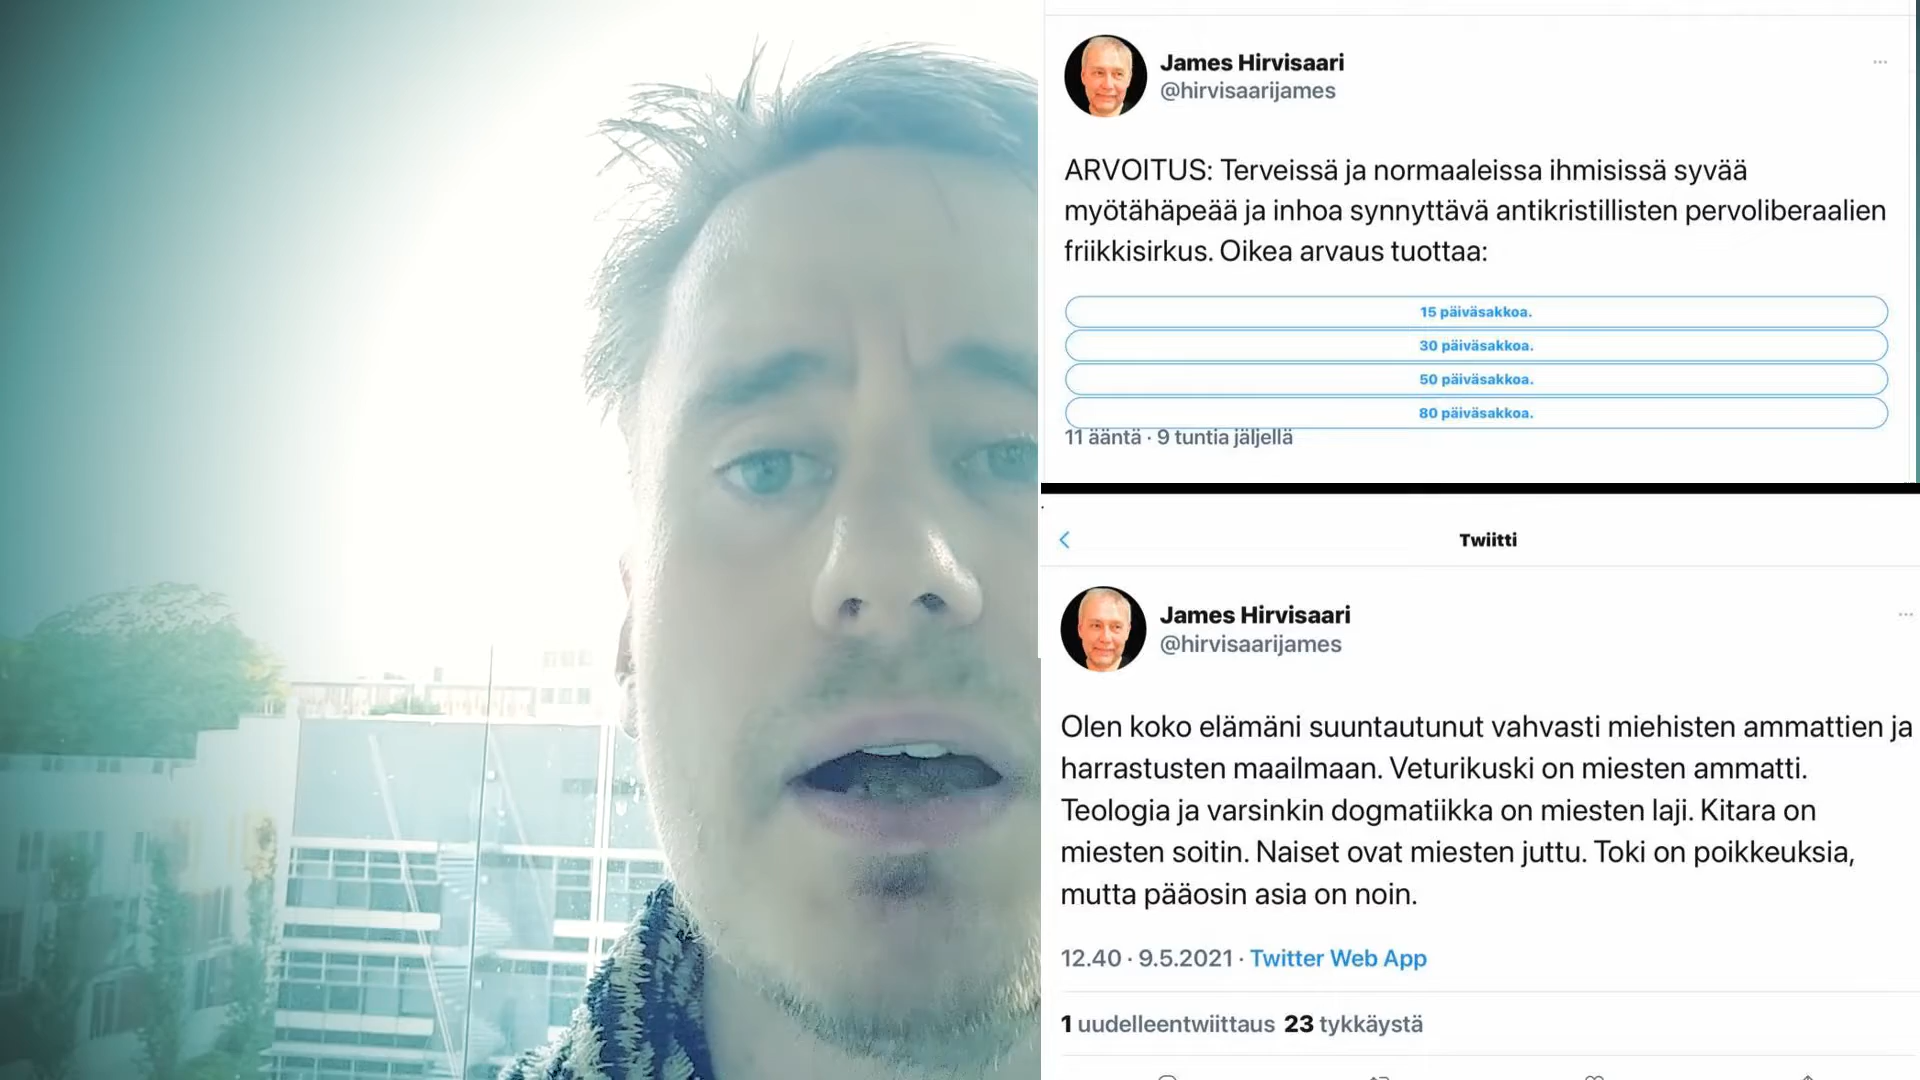 James Hirvisaari
@hirvisaarijames
ARVOITUS: Terveissä ja normaaleissa ihmisissä syvää
myötähäpeää ja inhoa synnyttävä antikristillisten pervoliberaalien
friikkisirkus. Oikea arvaus tuottaa:
15 päiväsakkoa.
30 päiväsakkoa.
50 päiväsakkoa.
80 päiväsakkoa.
11 ääntä · 9 tuntia jäljellä
Twiitti
James Hirvisaari
@hirvisaarijames
Olen koko elämäni suuntautunut vahvasti miehisten ammattien ja
harrastusten maailmaan. Veturikuski on miesten ammatti.
Teologia ja varsinkin dogmatiikka on miesten laji. Kitara on
miesten soitin. Naiset ovat miesten juttu. Toki on poikkeuksia,
mutta pääosin asia on noin.
12.40 · 9.5.2021 · Twitter Web App
1 uudelleentwiittaus 23 tykkäystä